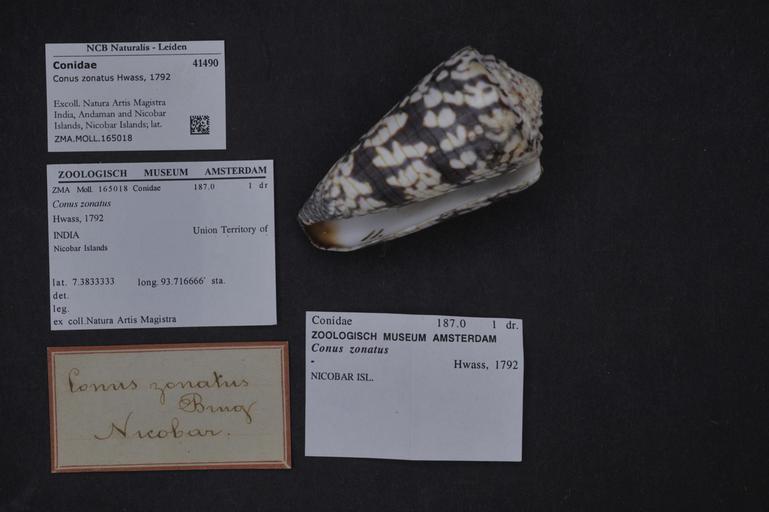 NCB Naturalis - Leiden
Conidae 41490
Conus zonatus Hwass, 1792
Excoll. Natura Artis Magistra
India, Andaman and Nicobar
Islands, Nicobar Islands; lat.
ZMA.MOLL.165018
ZOOLOGISCH MUSEUM AMSTERDAM
ZMA Moll. 165018 Conidae 187.0 1 dr
Conus zonatus
Hwass, 1792
INDIA Union Territory of
Nicobar Islands
lat. 7.3833333 long. 93.716666' sta.
det.
leg.
ex coll.Natura Artis Magistra
Conus zonatus
Brug
Nicobar.
Conidae 187.0 1 dr.
ZOOLOGISCH MUSEUM AMSTERDAM
Conus zonatus
-
Hwass, 1792
NICOBAR ISL.